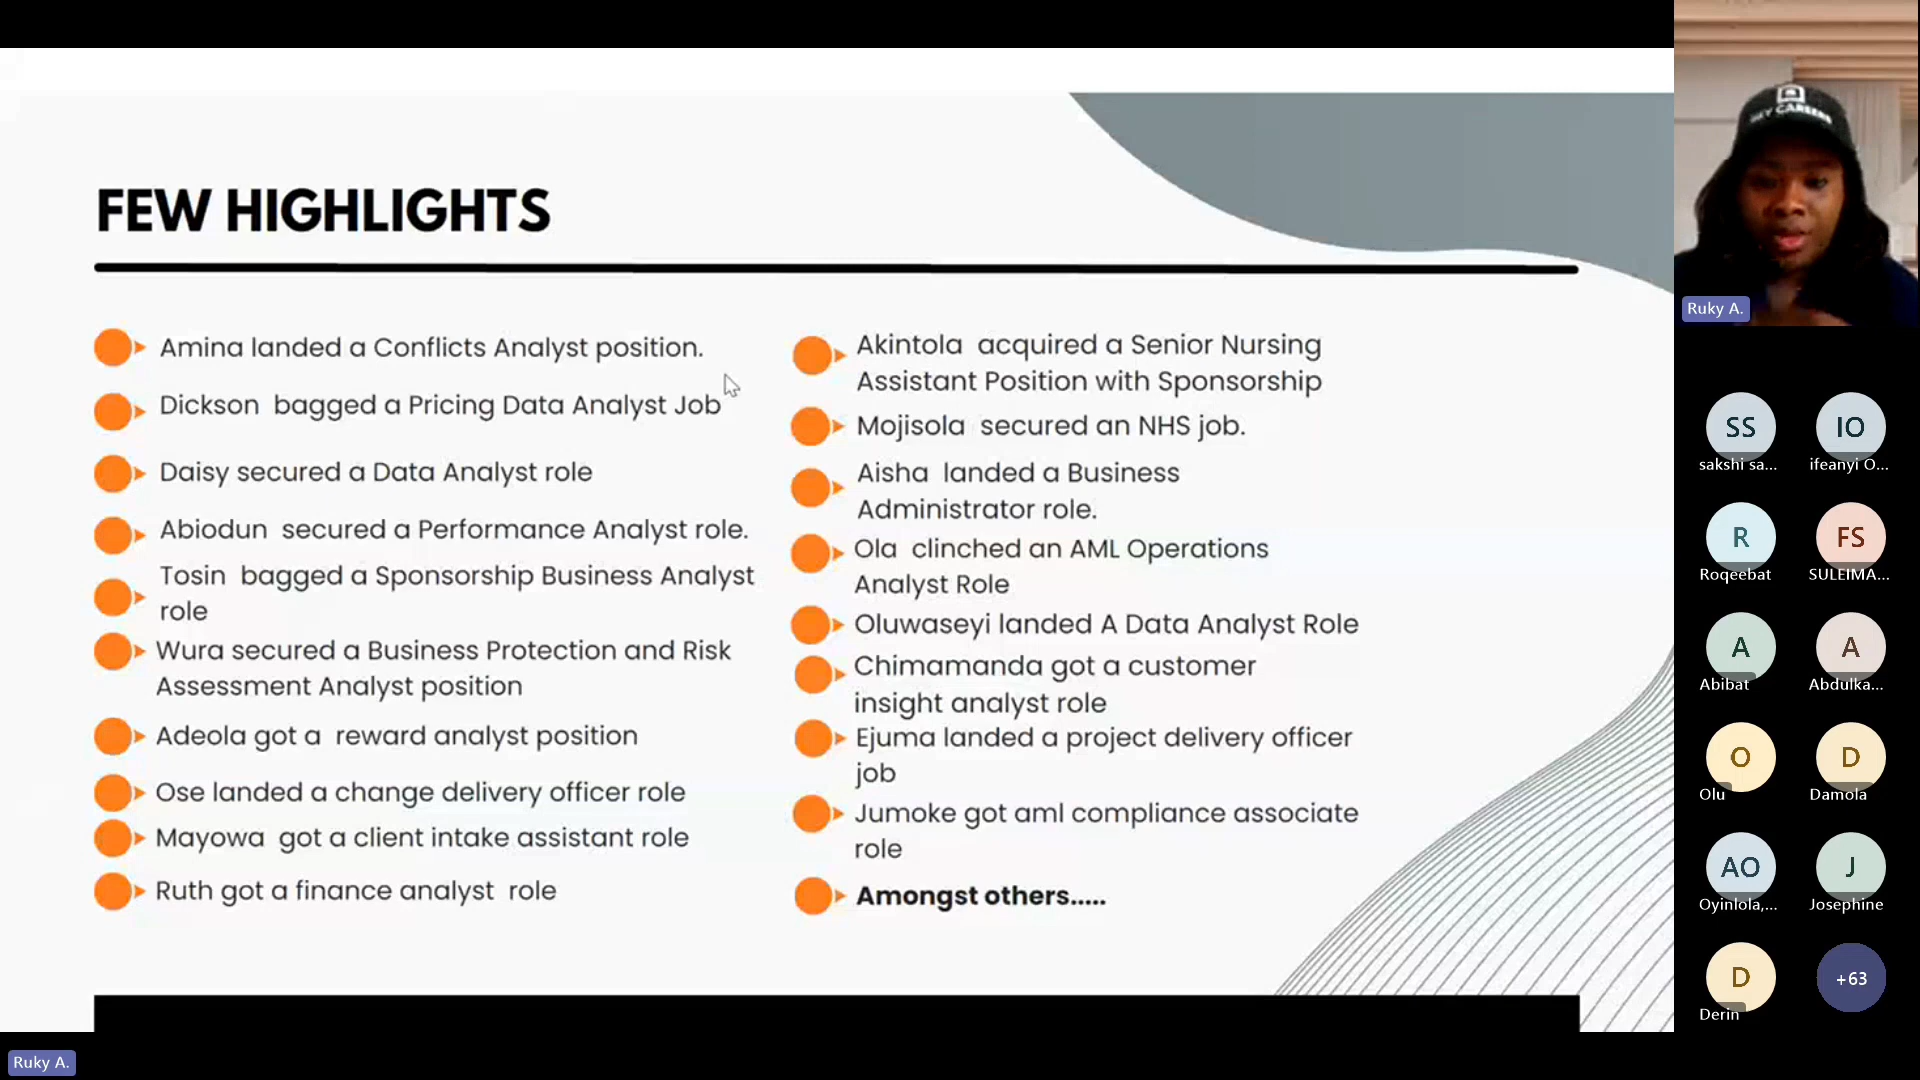 FEW HIGHLIGHTS
Amina landed a Conflicts Analyst position.
Dickson bagged a Pricing Data Analyst Job
Daisy secured a Data Analyst role
Abiodun secured a Performance Analyst role.
Tosin bagged a Sponsorship Business Analyst
role
Wura secured a Business Protection and Risk
Assessment Analyst position
Adeola got a reward analyst position
Ose landed a change delivery officer role
Mayowa got a client intake assistant role
Ruth got a finance analyst role
Akintola acquired a Senior Nursing
Assistant Position with Sponsorship
Mojisola secured an NHS job.
Aisha landed a Business
Administrator role.
Ola clinched an AML Operations
Analyst Role
Oluwaseyi landed A Data Analyst Role
Chimamanda got a customer
insight analyst role
Ejuma landed a project delivery officer
job
Jumoke got aml compliance associate
role
Amongst others.....
CAREERS
Ruky A.
SS
IO
sakshi sa...
ifeanyi O...
R
FS
Roqeebat
SULEIMA...
A
A
Abibat
Abdulka...
O
D
Olu
Damola
AO
J
Oyinlola,...
Josephine
D
+63
Derin
Ruky A.